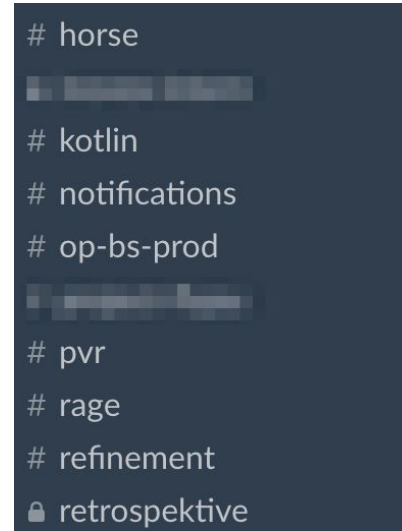 # horse
# kotlin
# notifications
# op-bs-prod
# pvr
# rage
# refinement
retrospektive